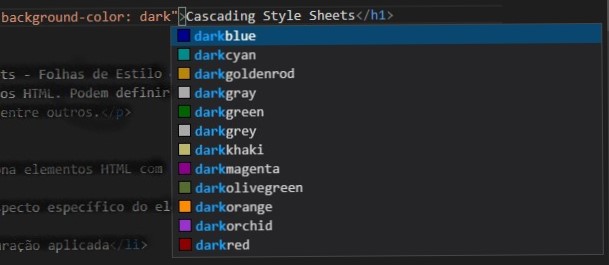 background-color: dark">Cascading Style Sheets</h1>
darkblue
darkcyan
darkgoldenrod
darkgray
darkgreen
darkgrey
darkkhaki
darkmagenta
darkolivegreen
darkorange
darkorchid
darkred
ts - Folhas de Estilo
os HTML. Podem definir
entre outros.</p>
na elementos HTML com
specto específico do el
uração aplicada</li>